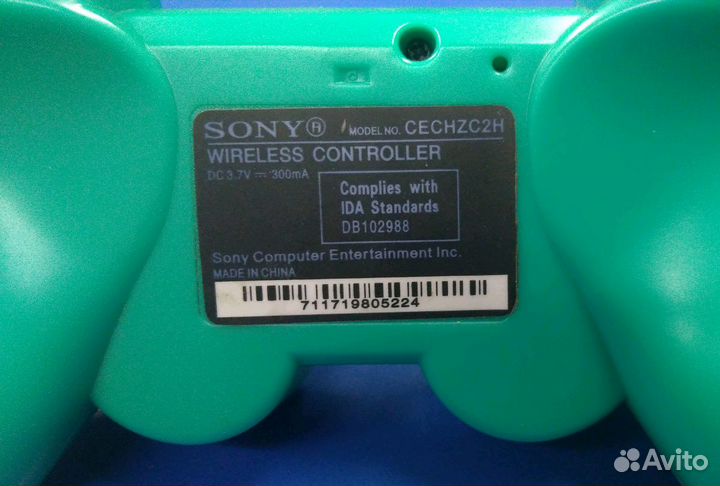 SONY ® MODEL NO. CECHZC2H
WIRELESS CONTROLLER
DC 3.7V ⎓ 300mA
Complies with
IDA Standards
DB102988
Sony Computer Entertainment Inc.
MADE IN CHINA
711719805224
Avito